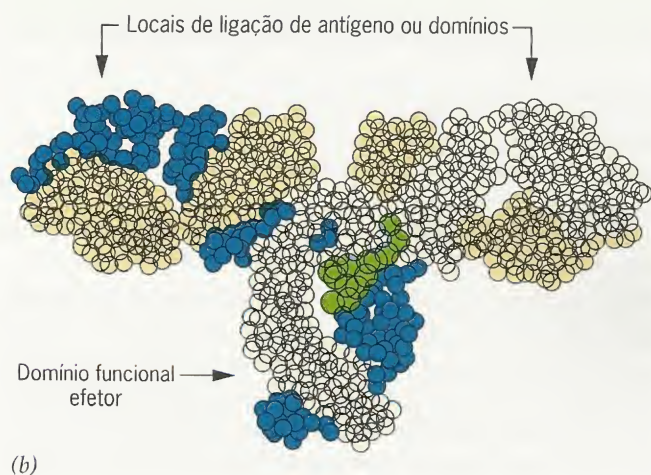 Locais de ligação de antígeno ou domínios
Domínio funcional
efetor
(b)